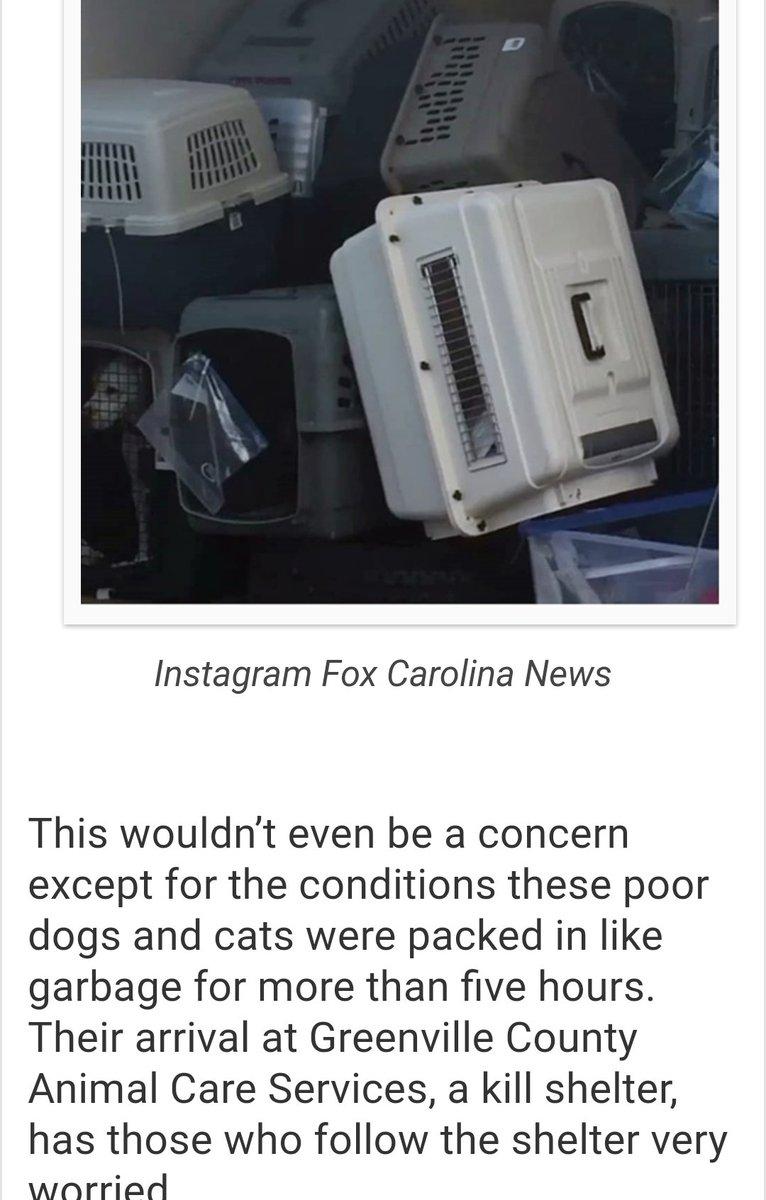 Instagram Fox Carolina News
This wouldn’t even be a concern
except for the conditions these poor
dogs and cats were packed in like
garbage for more than five hours.
Their arrival at Greenville County
Animal Care Services, a kill shelter,
has those who follow the shelter very
worried